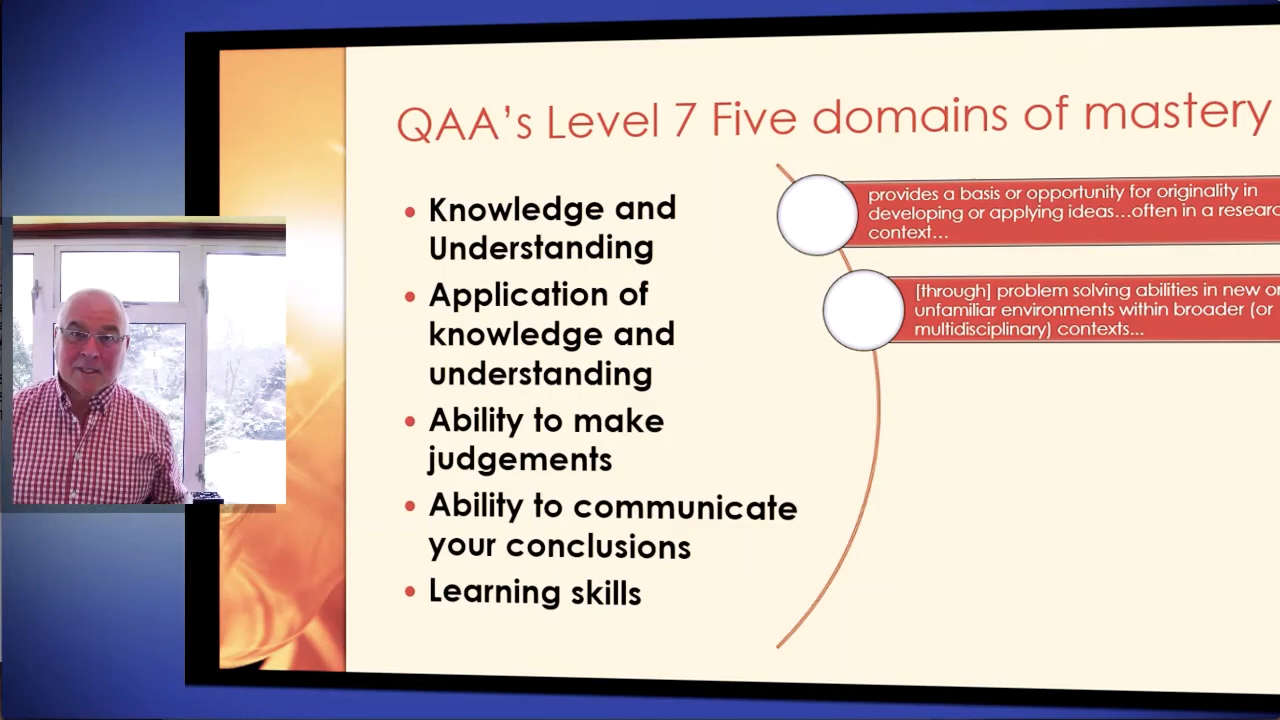 QAA's Level 7 Five domains of mastery
• Knowledge and
Understanding
• Application of
knowledge and
understanding
• Ability to make
judgements
• Ability to communicate
your conclusions
• Learning skills
provides a basis or opportunity for originality in
developing or applying ideas…often in a
context…
[through] problem solving abilities in new
unfamiliar environments within broader (or
multidisciplinary) contexts...